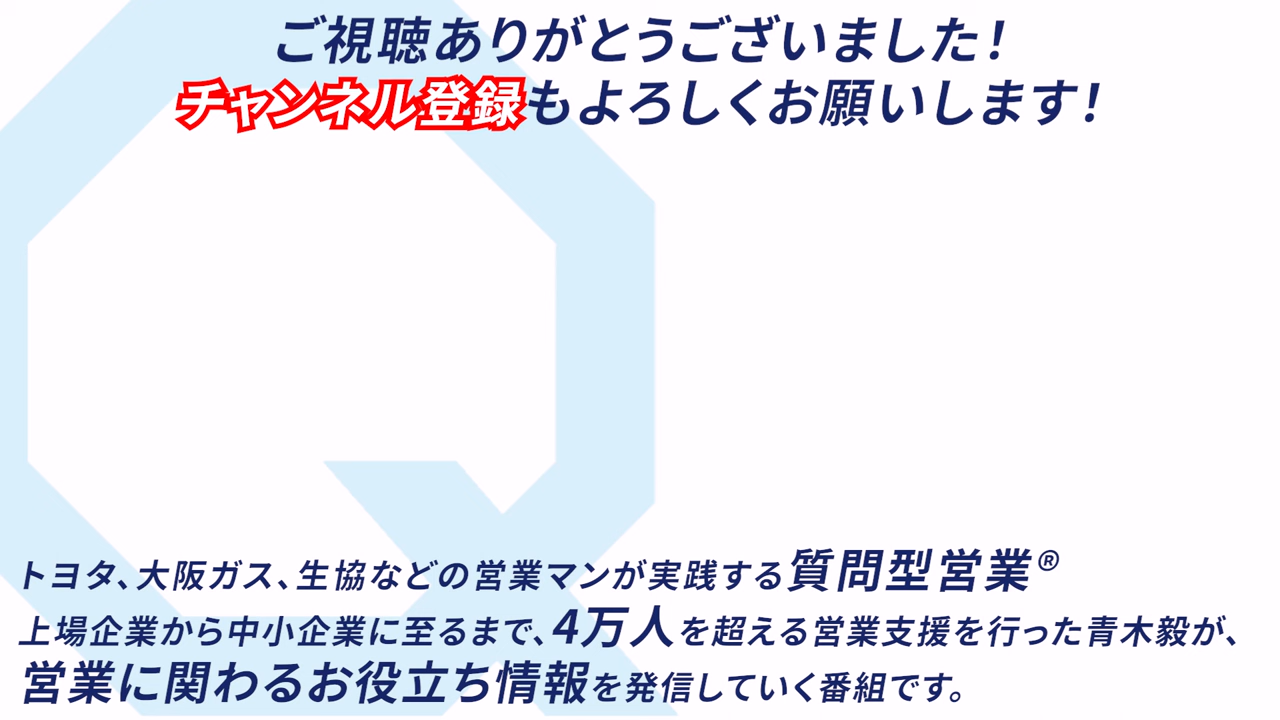 ご視聴ありがとうございました！
チャンネル登録もよろしくお願いします！
トヨタ、大阪ガス、生協などの営業マンが実践する質問型営業®
上場企業から中小企業に至るまで、4万人を超える営業支援を行った青木毅が、
営業に関わるお役立ち情報を発信していく番組です。